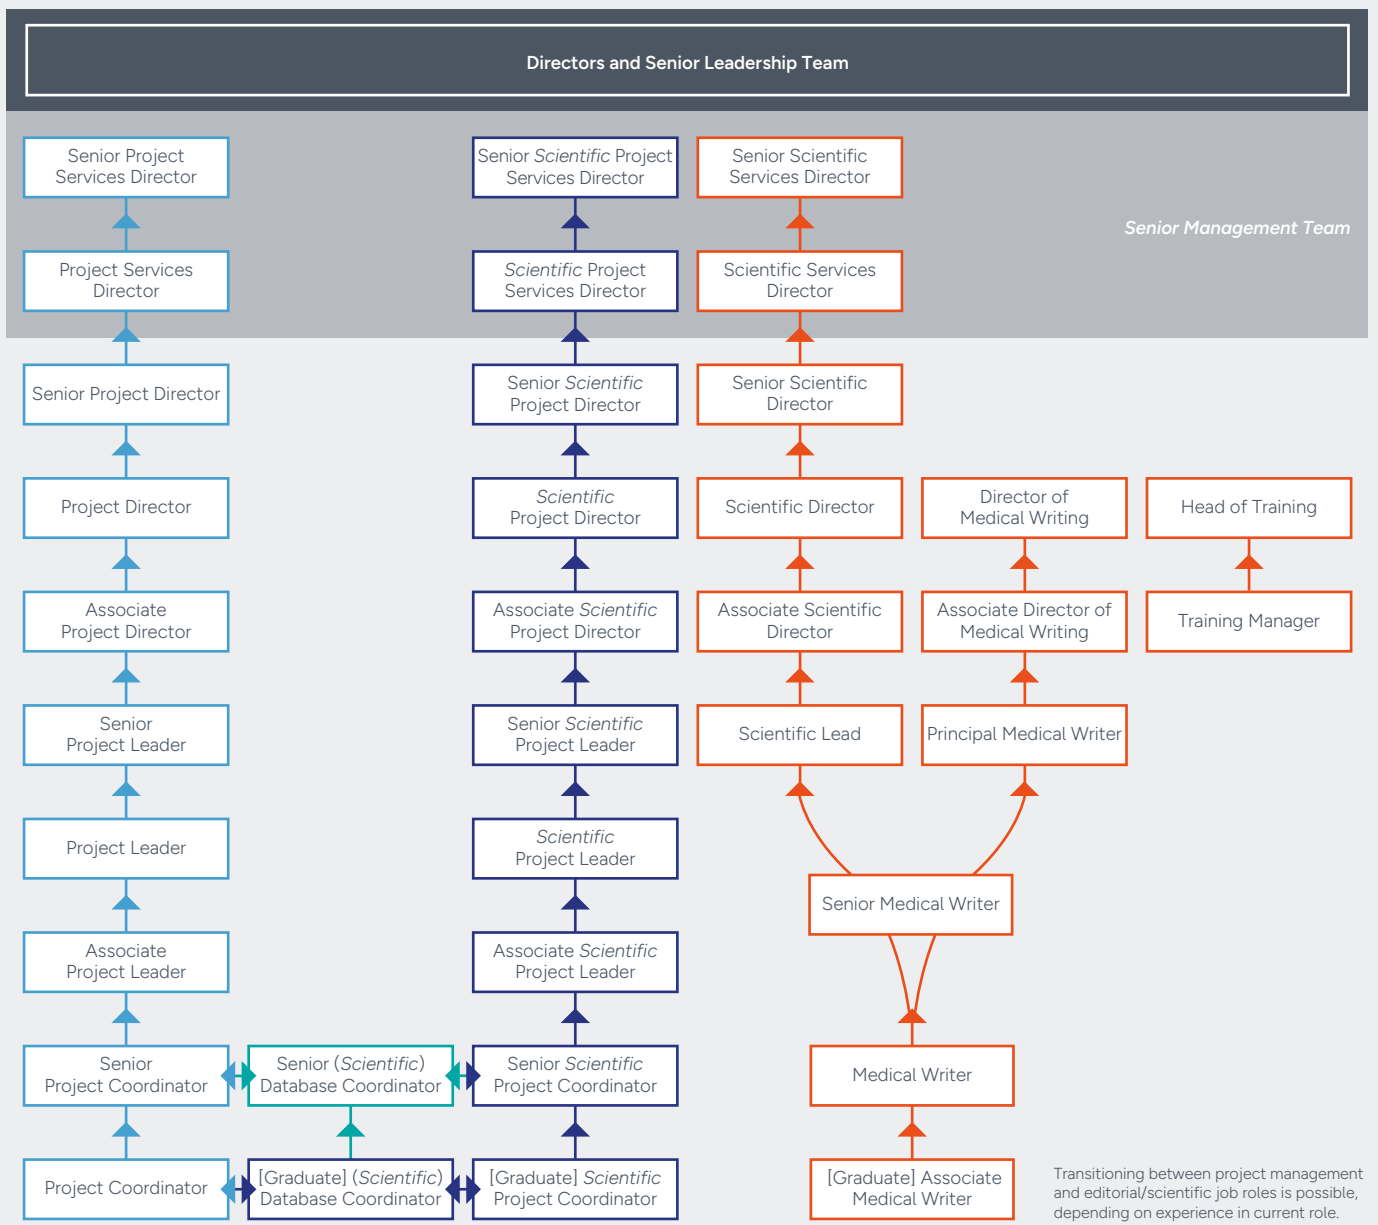 Directors and Senior Leadership Team
Senior Project
Services Director
Senior Scientific Project
Services Director
Senior Scientific
Services Director
Senior Management Team
Project Services
Director
Scientific Project
Services Director
Scientific Services
Director
Senior Project Director
Senior Scientific
Project Director
Senior Scientific
Director
Project Director
Scientific
Project Director
Scientific Director
Director of
Medical Writing
Head of Training
Associate
Project Director
Associate Scientific
Project Director
Associate Scientific
Director
Associate Director of
Medical Writing
Training Manager
Senior
Project Leader
Senior Scientific
Project Leader
Scientific Lead
Principal Medical Writer
Project Leader
Scientific
Project Leader
Senior Medical Writer
Associate
Project Leader
Associate Scientific
Project Leader
Senior
Project Coordinator
Senior (Scientific)
Database Coordinator
Senior Scientific
Project Coordinator
Medical Writer
Project Coordinator
[Graduate] (Scientific)
Database Coordinator
[Graduate] Scientific
Project Coordinator
[Graduate] Associate
Medical Writer
Transitioning between project management
and editorial/scientific job roles is possible,
depending on experience in current role.